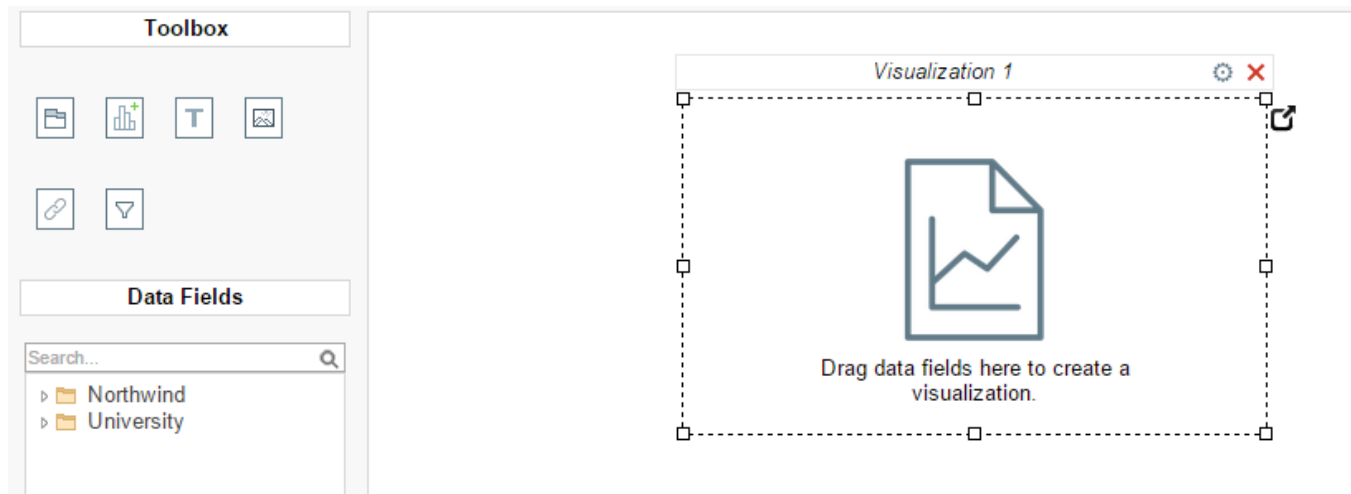 Toolbox
Visualization 1
T
Data Fields
Search...
Northwind
University
Drag data fields here to create a
visualization.